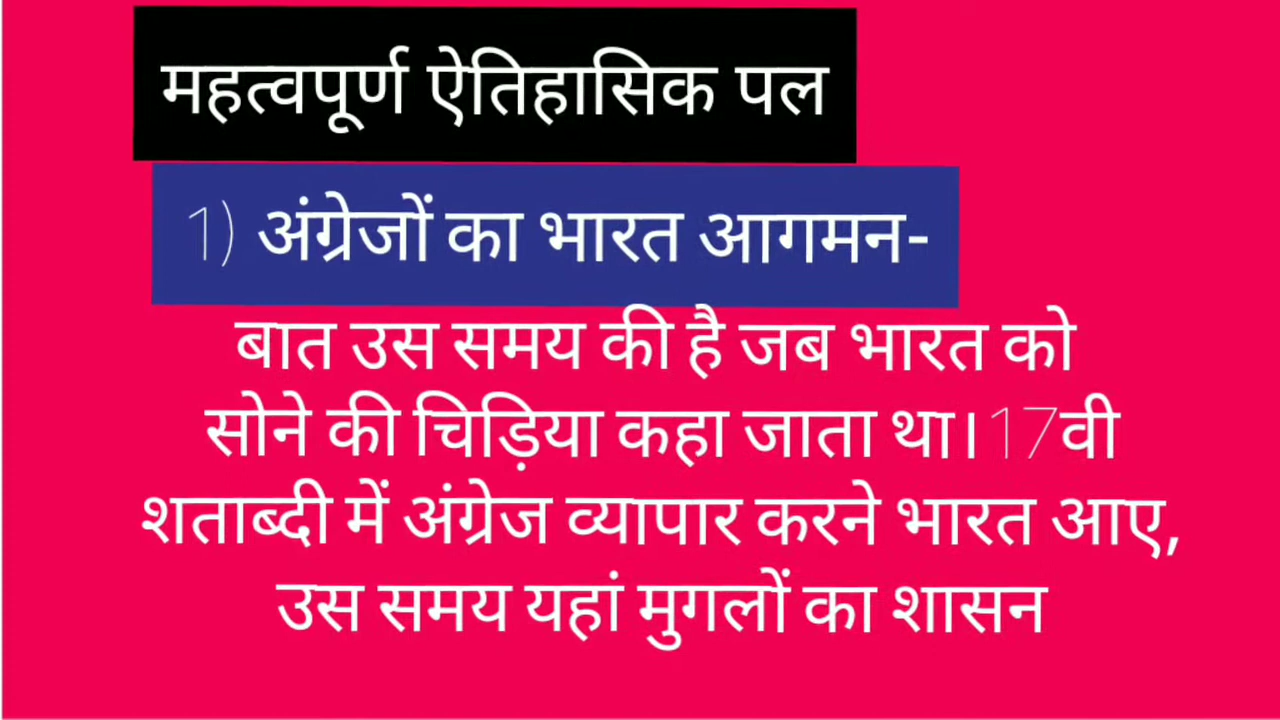 महत्वपूर्ण ऐतिहासिक पल
1) अंग्रेजों का भारत आगमन-
बात उस समय की है जब भारत को
सोने की चिड़िया कहा जाता था। 17वी
शताब्दी में अंग्रेज व्यापार करने भारत आए,
उस समय यहां मुगलों का शासन